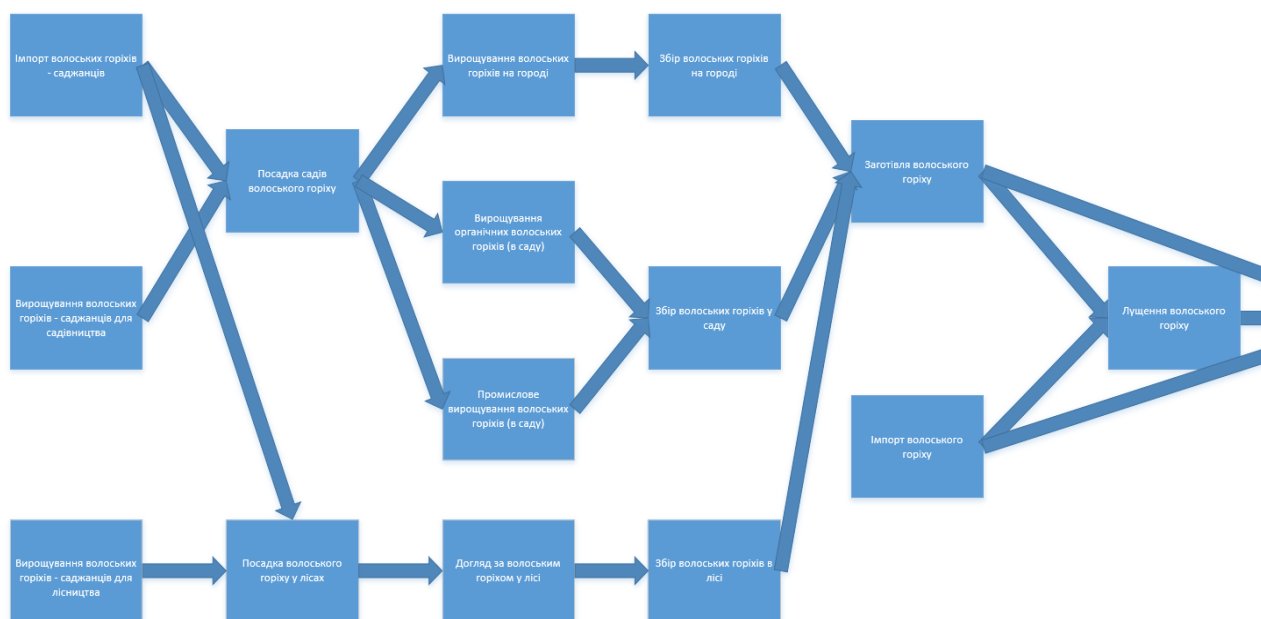 Імпорт волоських горіхів
- саджанців
Вирощування волоських
горіхів на городі
Збір волоських горіхів
на городі
Посадка садів
волоського горіху
Заготівля волоського
горіху
Вирощування
органічних волоських
горіхів (в саду)
Вирощування волоських
горіхів - саджанців для
садівництва
Збір волоських горіхів у
саду
Лущення волоського
горіху
Промислове
вирощування волоських
горіхів (в саду)
Імпорт волоського
горіху
Вирощування волоських
горіхів - саджанців для
лісництва
Посадка волоського
горіху у лісах
Догляд за волоським
горіхом у лісі
Збір волоських горіхів в
лісі